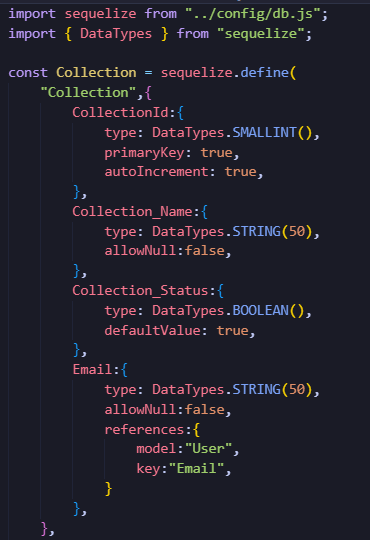 import sequelize from "../config/db.js";
import { DataTypes } from "sequelize";

const Collection = sequelize.define(
    "Collection",{
        CollectionId:{
            type: DataTypes.SMALLINT(),
            primaryKey: true,
            autoIncrement: true,
        },
        Collection_Name:{
            type: DataTypes.STRING(50),
            allowNull:false,
        },
        Collection_Status:{
            type: DataTypes.BOOLEAN(),
            defaultValue: true,
        },
        Email:{
            type: DataTypes.STRING(50),
            allowNull:false,
            references:{
                model:"User",
                key:"Email",
            }
        },
    },